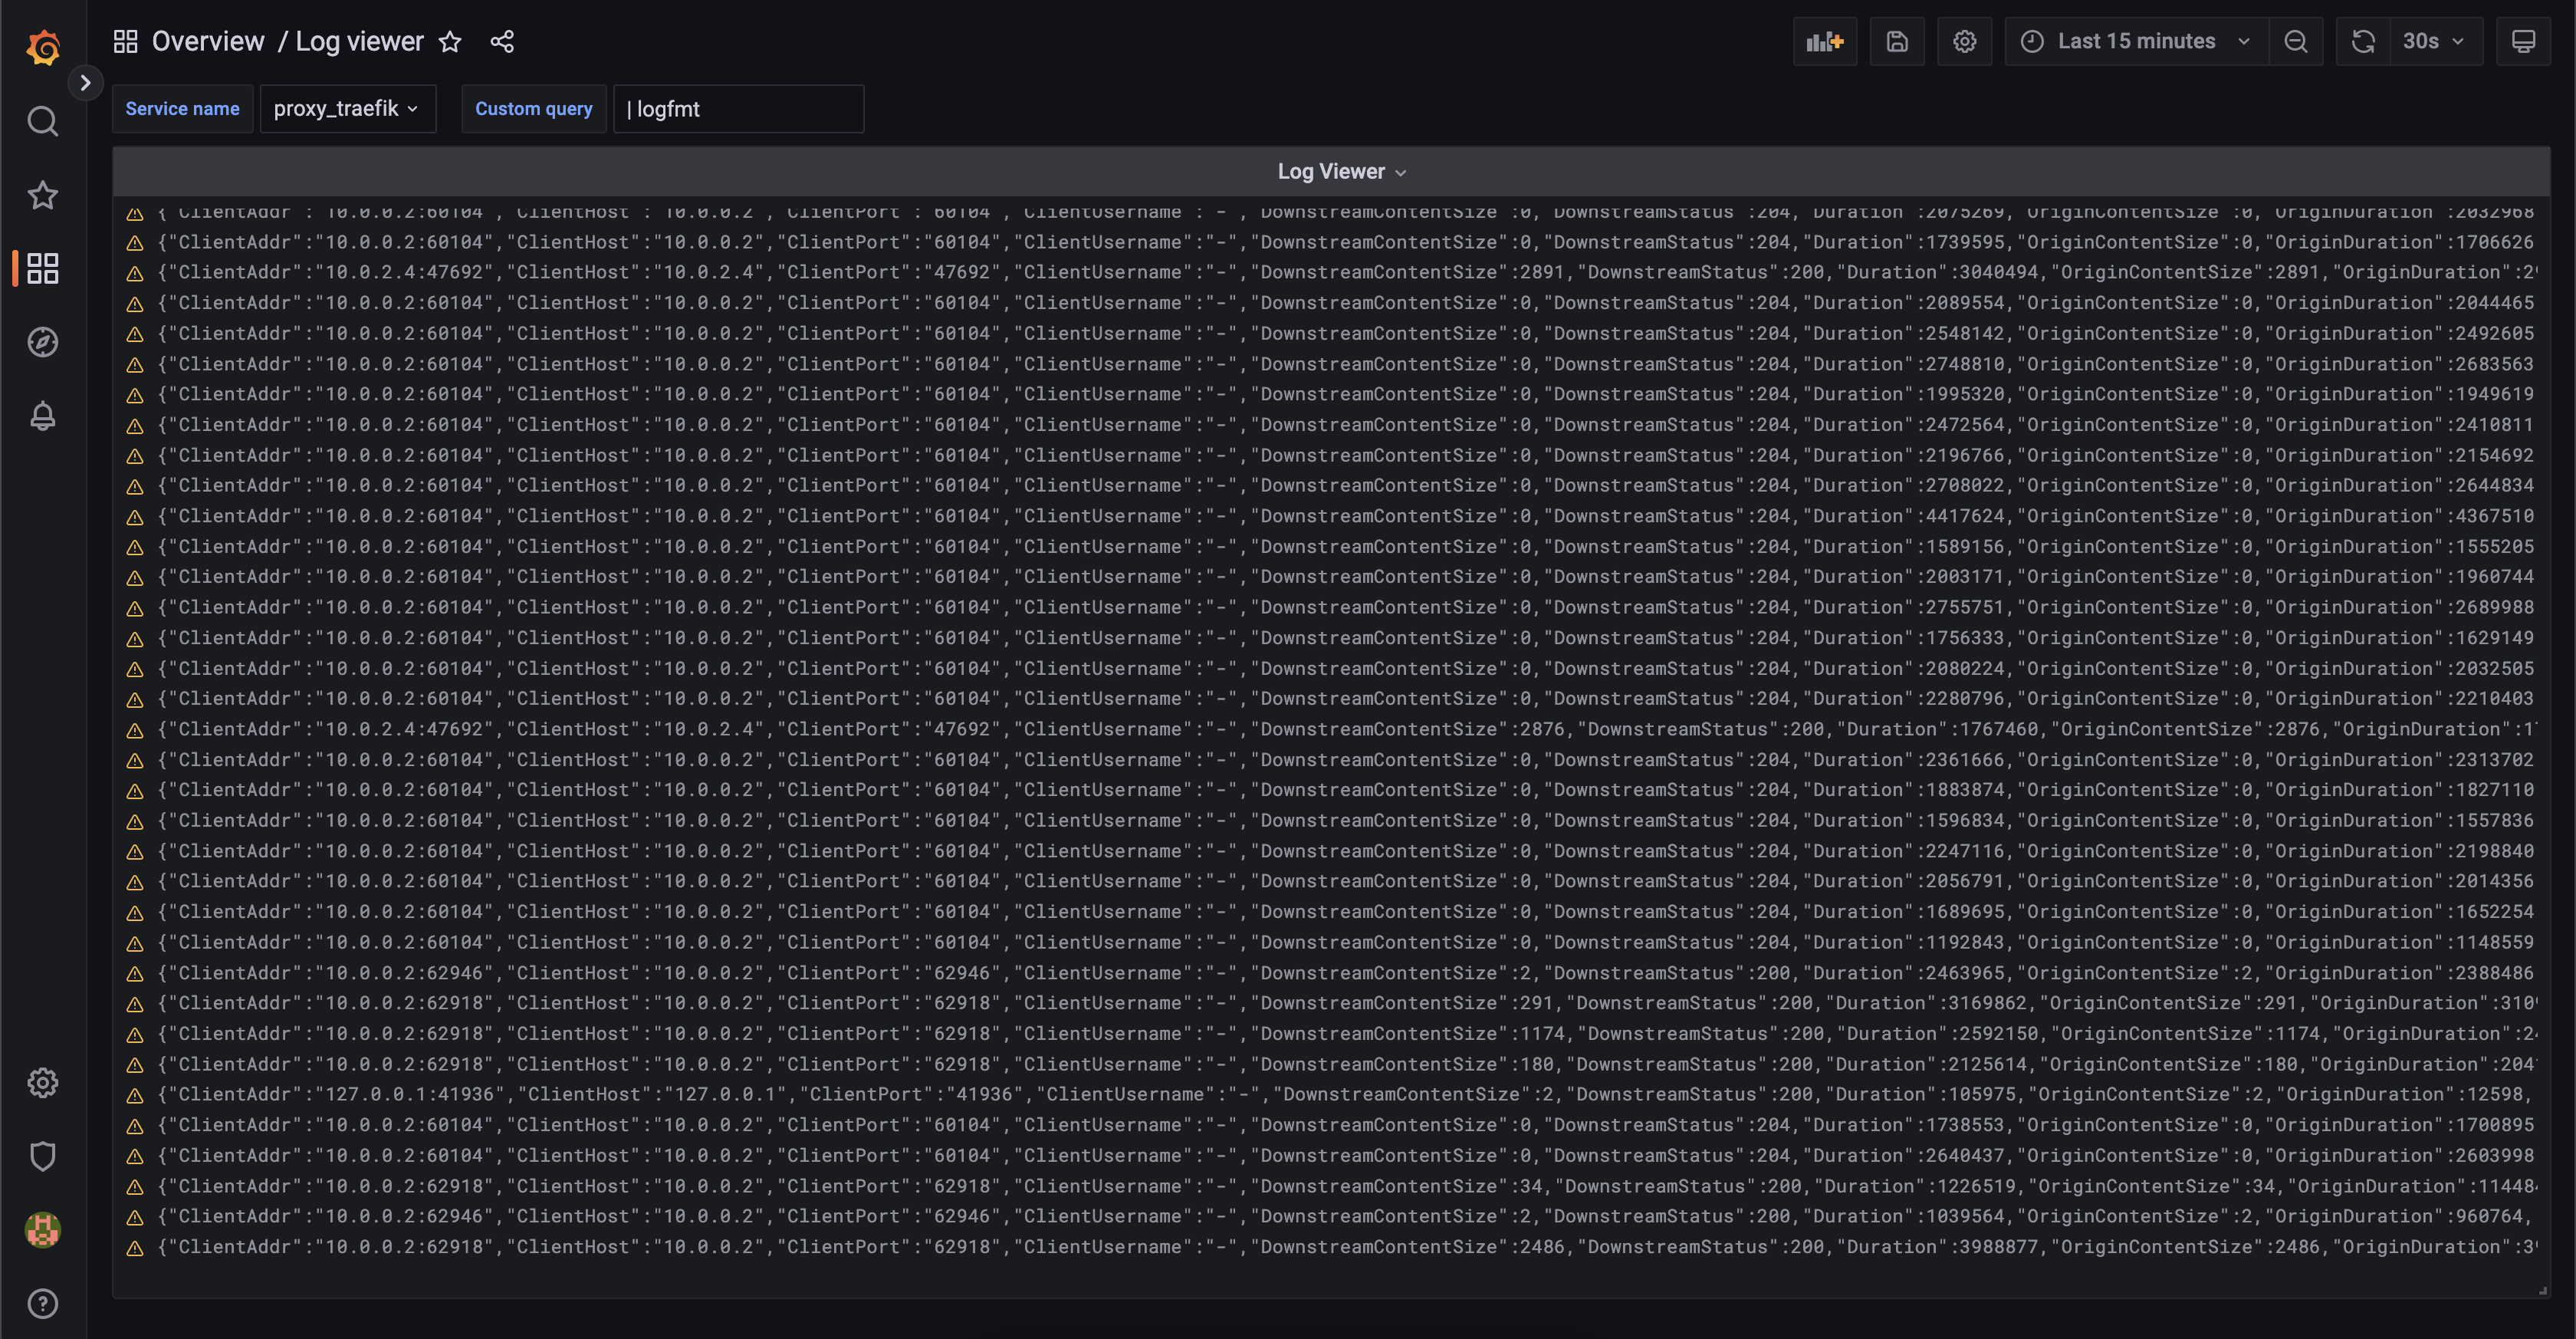 Overview / Log viewer
Last 15 minutes
30s
Service name
proxy_traefik
Custom query
| logfmt
Log Viewer
{"ClientAddr":"10.0.0.2:60104","ClientHost":"10.0.0.2","ClientPort":"60104","ClientUsername":"-","DownstreamContentSize":0,"DownstreamStatus":204,"Duration":2075269,"OriginContentSize":0,"OriginDuration":2032968
{"ClientAddr":"10.0.0.2:60104","ClientHost":"10.0.0.2","ClientPort":"60104","ClientUsername":"-","DownstreamContentSize":0,"DownstreamStatus":204,"Duration":1739595,"OriginContentSize":0,"OriginDuration":1706626
{"ClientAddr":"10.0.2.4:47692","ClientHost":"10.0.2.4","ClientPort":"47692","ClientUsername":"-","DownstreamContentSize":2891,"DownstreamStatus":200,"Duration":3040494,"OriginContentSize":2891,"OriginDuration":2
{"ClientAddr":"10.0.0.2:60104","ClientHost":"10.0.0.2","ClientPort":"60104","ClientUsername":"-","DownstreamContentSize":0,"DownstreamStatus":204,"Duration":2089554,"OriginContentSize":0,"OriginDuration":2044465
{"ClientAddr":"10.0.0.2:60104","ClientHost":"10.0.0.2","ClientPort":"60104","ClientUsername":"-","DownstreamContentSize":0,"DownstreamStatus":204,"Duration":2548142,"OriginContentSize":0,"OriginDuration":2492605
{"ClientAddr":"10.0.0.2:60104","ClientHost":"10.0.0.2","ClientPort":"60104","ClientUsername":"-","DownstreamContentSize":0,"DownstreamStatus":204,"Duration":2748810,"OriginContentSize":0,"OriginDuration":2683563
{"ClientAddr":"10.0.0.2:60104","ClientHost":"10.0.0.2","ClientPort":"60104","ClientUsername":"-","DownstreamContentSize":0,"DownstreamStatus":204,"Duration":1995320,"OriginContentSize":0,"OriginDuration":1949619
{"ClientAddr":"10.0.0.2:60104","ClientHost":"10.0.0.2","ClientPort":"60104","ClientUsername":"-","DownstreamContentSize":0,"DownstreamStatus":204,"Duration":2472564,"OriginContentSize":0,"OriginDuration":2410811
{"ClientAddr":"10.0.0.2:60104","ClientHost":"10.0.0.2","ClientPort":"60104","ClientUsername":"-","DownstreamContentSize":0,"DownstreamStatus":204,"Duration":2196766,"OriginContentSize":0,"OriginDuration":2154692
{"ClientAddr":"10.0.0.2:60104","ClientHost":"10.0.0.2","ClientPort":"60104","ClientUsername":"-","DownstreamContentSize":0,"DownstreamStatus":204,"Duration":2708022,"OriginContentSize":0,"OriginDuration":2644834
{"ClientAddr":"10.0.0.2:60104","ClientHost":"10.0.0.2","ClientPort":"60104","ClientUsername":"-","DownstreamContentSize":0,"DownstreamStatus":204,"Duration":4417624,"OriginContentSize":0,"OriginDuration":4367510
{"ClientAddr":"10.0.0.2:60104","ClientHost":"10.0.0.2","ClientPort":"60104","ClientUsername":"-","DownstreamContentSize":0,"DownstreamStatus":204,"Duration":1589156,"OriginContentSize":0,"OriginDuration":1555205
{"ClientAddr":"10.0.0.2:60104","ClientHost":"10.0.0.2","ClientPort":"60104","ClientUsername":"-","DownstreamContentSize":0,"DownstreamStatus":204,"Duration":2003171,"OriginContentSize":0,"OriginDuration":1960744
{"ClientAddr":"10.0.0.2:60104","ClientHost":"10.0.0.2","ClientPort":"60104","ClientUsername":"-","DownstreamContentSize":0,"DownstreamStatus":204,"Duration":2755751,"OriginContentSize":0,"OriginDuration":2689988
{"ClientAddr":"10.0.0.2:60104","ClientHost":"10.0.0.2","ClientPort":"60104","ClientUsername":"-","DownstreamContentSize":0,"DownstreamStatus":204,"Duration":1756333,"OriginContentSize":0,"OriginDuration":1629149
{"ClientAddr":"10.0.0.2:60104","ClientHost":"10.0.0.2","ClientPort":"60104","ClientUsername":"-","DownstreamContentSize":0,"DownstreamStatus":204,"Duration":2080224,"OriginContentSize":0,"OriginDuration":2032505
{"ClientAddr":"10.0.0.2:60104","ClientHost":"10.0.0.2","ClientPort":"60104","ClientUsername":"-","DownstreamContentSize":0,"DownstreamStatus":204,"Duration":2280796,"OriginContentSize":0,"OriginDuration":2210403
{"ClientAddr":"10.0.2.4:47692","ClientHost":"10.0.2.4","ClientPort":"47692","ClientUsername":"-","DownstreamContentSize":2876,"DownstreamStatus":200,"Duration":1767460,"OriginContentSize":2876,"OriginDuration":1
{"ClientAddr":"10.0.0.2:60104","ClientHost":"10.0.0.2","ClientPort":"60104","ClientUsername":"-","DownstreamContentSize":0,"DownstreamStatus":204,"Duration":2361666,"OriginContentSize":0,"OriginDuration":2313702
{"ClientAddr":"10.0.0.2:60104","ClientHost":"10.0.0.2","ClientPort":"60104","ClientUsername":"-","DownstreamContentSize":0,"DownstreamStatus":204,"Duration":1883874,"OriginContentSize":0,"OriginDuration":1827110
{"ClientAddr":"10.0.0.2:60104","ClientHost":"10.0.0.2","ClientPort":"60104","ClientUsername":"-","DownstreamContentSize":0,"DownstreamStatus":204,"Duration":1596834,"OriginContentSize":0,"OriginDuration":1557836
{"ClientAddr":"10.0.0.2:60104","ClientHost":"10.0.0.2","ClientPort":"60104","ClientUsername":"-","DownstreamContentSize":0,"DownstreamStatus":204,"Duration":2247116,"OriginContentSize":0,"OriginDuration":2198840
{"ClientAddr":"10.0.0.2:60104","ClientHost":"10.0.0.2","ClientPort":"60104","ClientUsername":"-","DownstreamContentSize":0,"DownstreamStatus":204,"Duration":2056791,"OriginContentSize":0,"OriginDuration":2014356
{"ClientAddr":"10.0.0.2:60104","ClientHost":"10.0.0.2","ClientPort":"60104","ClientUsername":"-","DownstreamContentSize":0,"DownstreamStatus":204,"Duration":1689695,"OriginContentSize":0,"OriginDuration":1652254
{"ClientAddr":"10.0.0.2:60104","ClientHost":"10.0.0.2","ClientPort":"60104","ClientUsername":"-","DownstreamContentSize":0,"DownstreamStatus":204,"Duration":1192843,"OriginContentSize":0,"OriginDuration":1148559
{"ClientAddr":"10.0.0.2:62946","ClientHost":"10.0.0.2","ClientPort":"62946","ClientUsername":"-","DownstreamContentSize":2,"DownstreamStatus":200,"Duration":2463965,"OriginContentSize":2,"OriginDuration":2388486
{"ClientAddr":"10.0.0.2:62918","ClientHost":"10.0.0.2","ClientPort":"62918","ClientUsername":"-","DownstreamContentSize":291,"DownstreamStatus":200,"Duration":3169862,"OriginContentSize":291,"OriginDuration":310
{"ClientAddr":"10.0.0.2:62918","ClientHost":"10.0.0.2","ClientPort":"62918","ClientUsername":"-","DownstreamContentSize":1174,"DownstreamStatus":200,"Duration":2592150,"OriginContentSize":1174,"OriginDuration":24
{"ClientAddr":"10.0.0.2:62918","ClientHost":"10.0.0.2","ClientPort":"62918","ClientUsername":"-","DownstreamContentSize":180,"DownstreamStatus":200,"Duration":2125614,"OriginContentSize":180,"OriginDuration":204
{"ClientAddr":"127.0.0.1:41936","ClientHost":"127.0.0.1","ClientPort":"41936","ClientUsername":"-","DownstreamContentSize":2,"DownstreamStatus":200,"Duration":105975,"OriginContentSize":2,"OriginDuration":12598,
{"ClientAddr":"10.0.0.2:60104","ClientHost":"10.0.0.2","ClientPort":"60104","ClientUsername":"-","DownstreamContentSize":0,"DownstreamStatus":204,"Duration":1738553,"OriginContentSize":0,"OriginDuration":1700895
{"ClientAddr":"10.0.0.2:60104","ClientHost":"10.0.0.2","ClientPort":"60104","ClientUsername":"-","DownstreamContentSize":0,"DownstreamStatus":204,"Duration":2640437,"OriginContentSize":0,"OriginDuration":2603998
{"ClientAddr":"10.0.0.2:62918","ClientHost":"10.0.0.2","ClientPort":"62918","ClientUsername":"-","DownstreamContentSize":34,"DownstreamStatus":200,"Duration":1226519,"OriginContentSize":34,"OriginDuration":114484
{"ClientAddr":"10.0.0.2:62946","ClientHost":"10.0.0.2","ClientPort":"62946","ClientUsername":"-","DownstreamContentSize":2,"DownstreamStatus":200,"Duration":1039564,"OriginContentSize":2,"OriginDuration":960764,
{"ClientAddr":"10.0.0.2:62918","ClientHost":"10.0.0.2","ClientPort":"62918","ClientUsername":"-","DownstreamContentSize":2486,"DownstreamStatus":200,"Duration":3988877,"OriginContentSize":2486,"OriginDuration":3